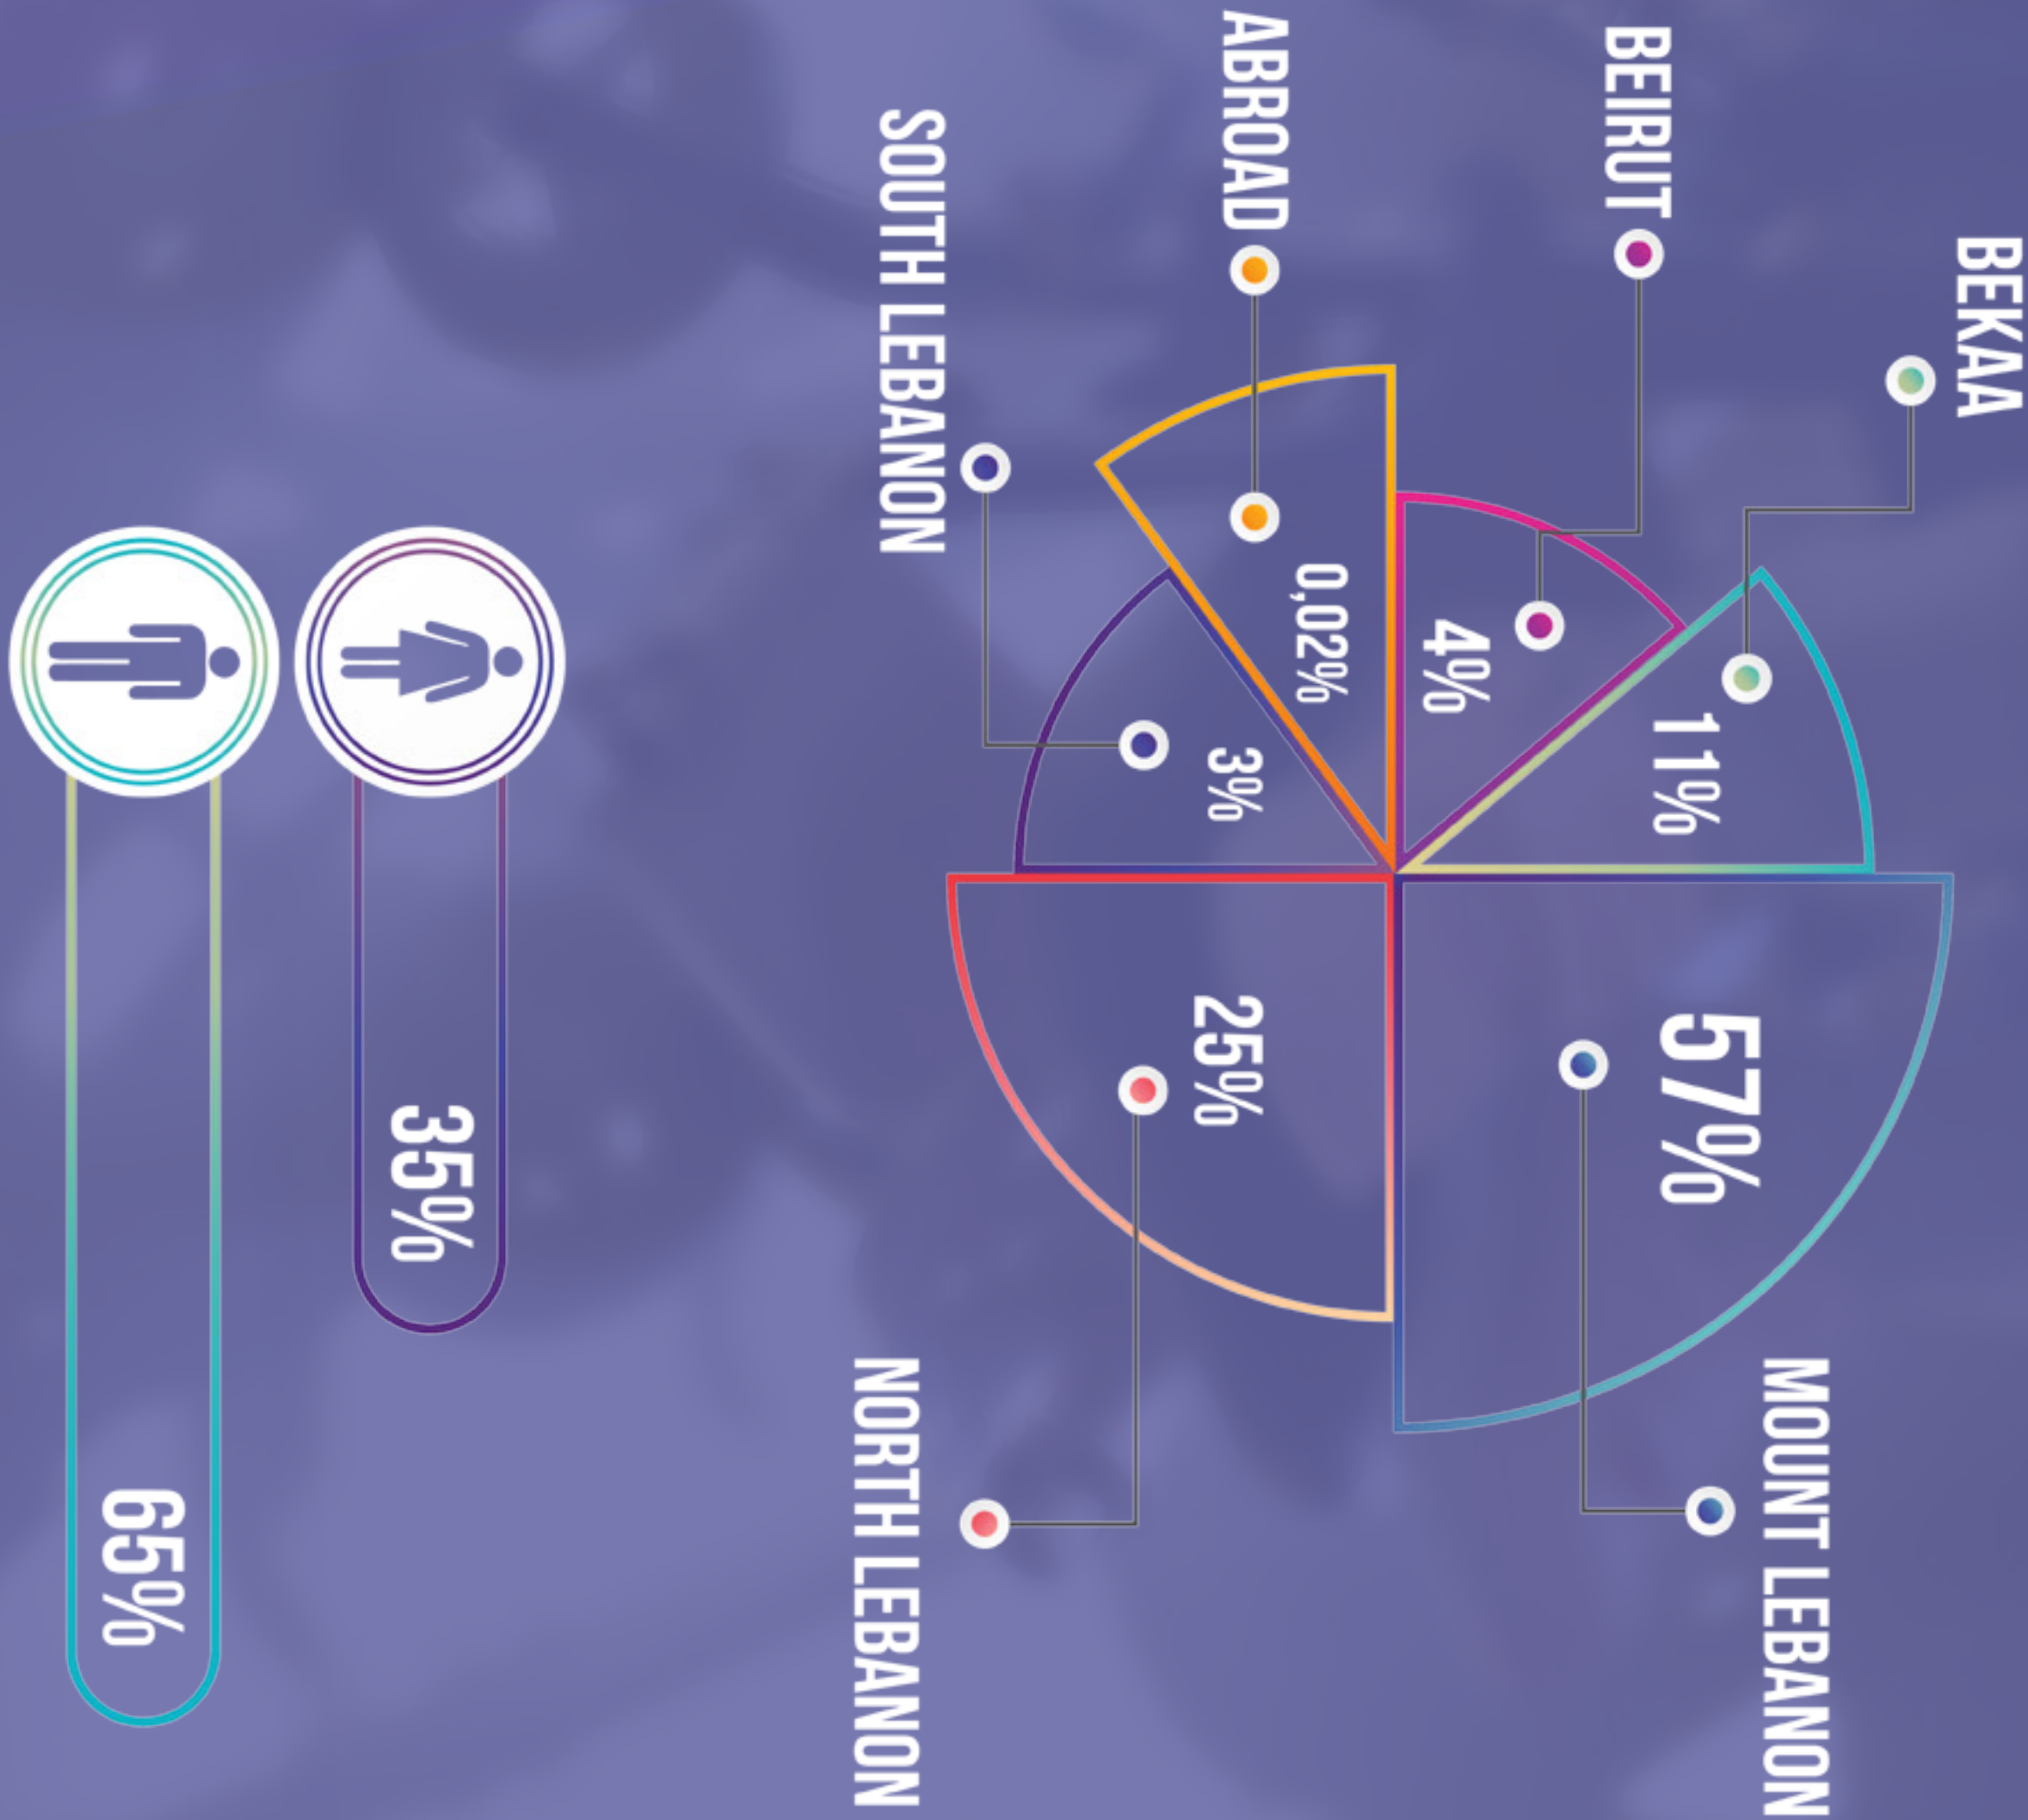 BEKAA
MOUNT LEBANON
57%
11%
BEIRUT
4%
ABROAD
0,02%
25%
3%
SOUTH LEBANON
NORTH LEBANON
35%
65%